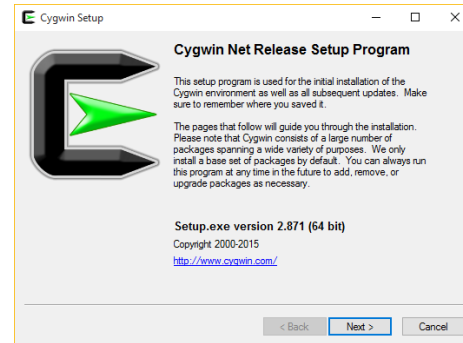 Cygwin Setup
Cygwin Net Release Setup Program
This setup program is used for the initial installation of the
Cygwin environment as well as all subsequent updates. Make
sure to remember where you saved it.
The pages that follow will guide you through the installation.
Please note that Cygwin consists of a large number of
packages spanning a wide variety of purposes. We only
install a base set of packages by default. You can always run
this program at any time in the future to add, remove, or
upgrade packages as necessary.
Setup.exe version 2.871 (64 bit)
Copyright 2000-2015
http://www.cygwin.com/
< Back Next > Cancel